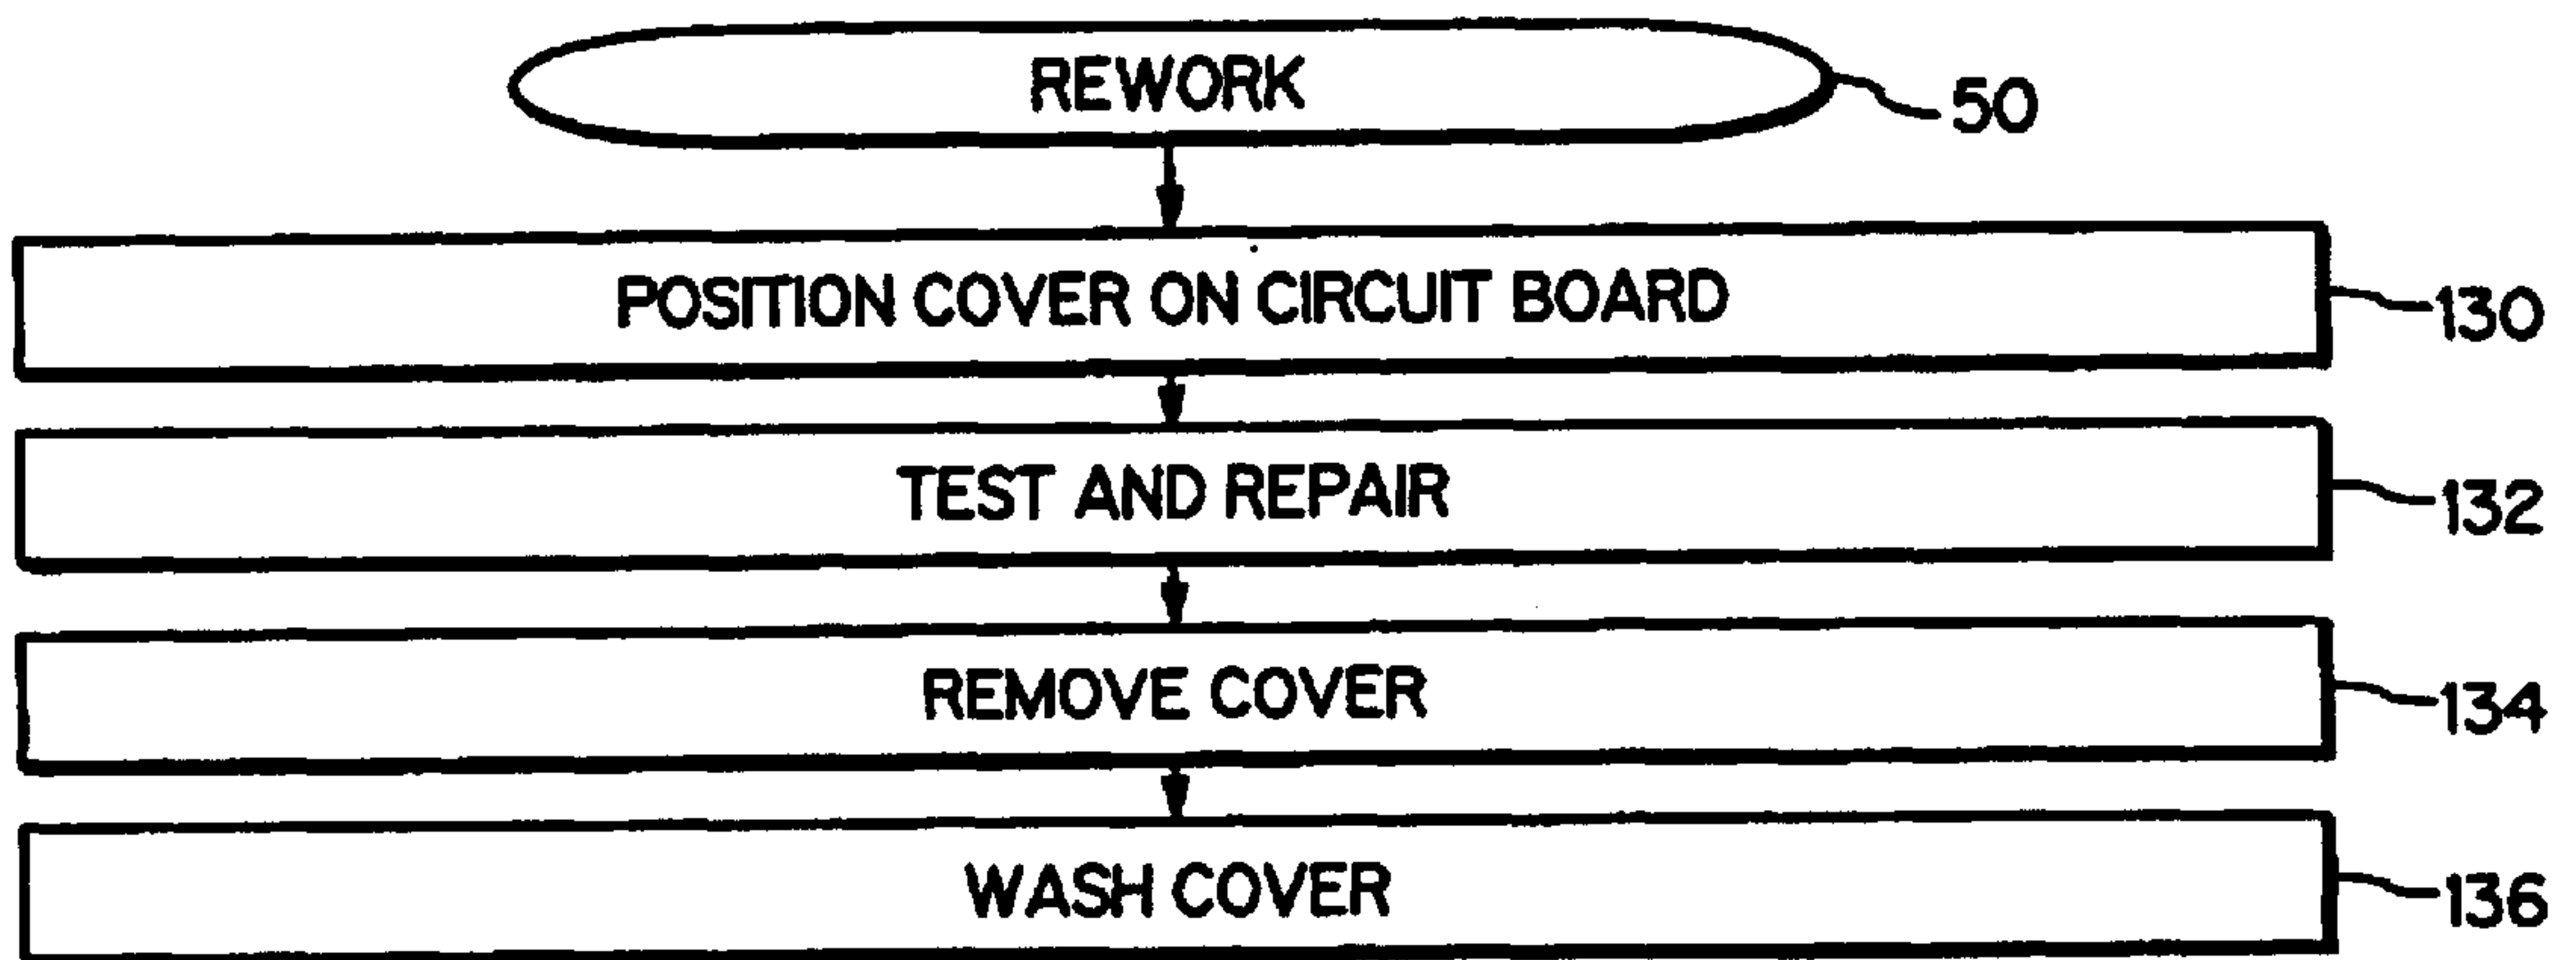 REWORK
50
POSITION COVER ON CIRCUIT BOARD
130
TEST AND REPAIR
132
REMOVE COVER
134
WASH COVER
136